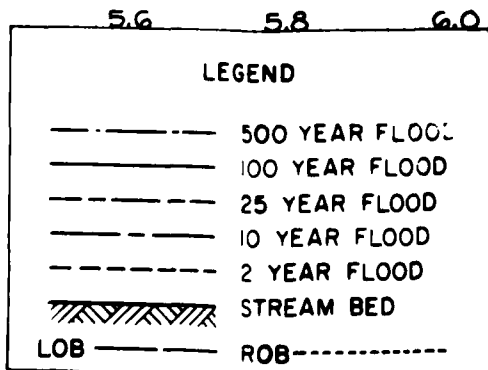 5.6 5.8 6.0
LEGEND
500 YEAR FLOOD
100 YEAR FLOOD
25 YEAR FLOOD
10 YEAR FLOOD
2 YEAR FLOOD
STREAM BED
LOB ROB